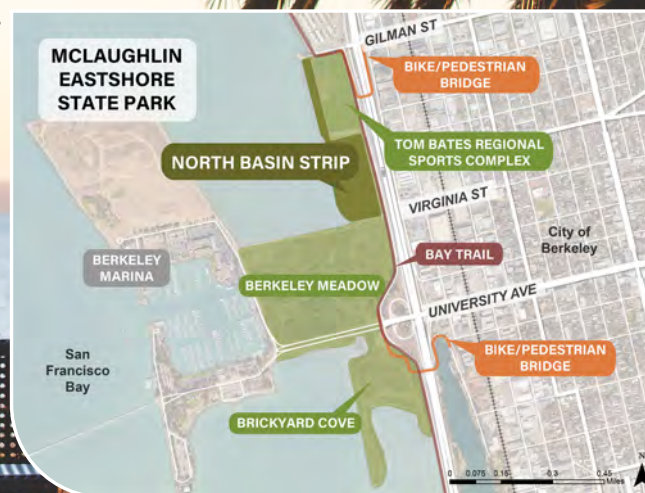 MCLAUGHLIN
EASTSHORE
STATE PARK
GILMAN ST
BIKE/PEDESTRIAN
BRIDGE
TOM BATES REGIONAL
SPORTS COMPLEX
NORTH BASIN STRIP
VIRGINIA ST
City of
Berkeley
BAY TRAIL
BERKELEY
MARINA
BERKELEY MEADOW
UNIVERSITY AVE
San
Francisco
Bay
BIKE/PEDESTRIAN
BRIDGE
BRICKYARD COVE
N
0 0.075 0.15 0.3 0.45
Miles